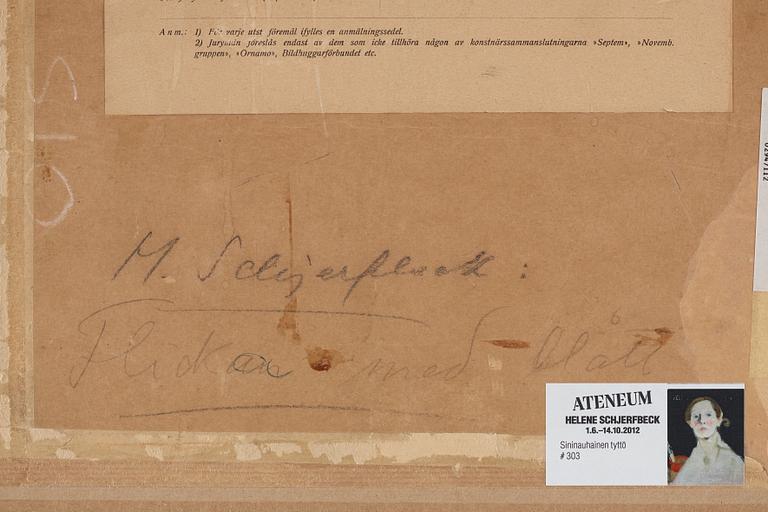 Anm.: 1) För varje utst föremål ifylles en anmälningssedel.
2) Jurymän föreslås endast av dem som icke tillhöra någon av konstnärssammanslutningarna »Septem», »Novemb.
gruppen», »Ornamo», Bildhuggarförbundet etc.
H. Schjerfbeck :
Flickan med blått
ATENEUM
HELENE SCHJERFBECK
1.6.–14.10.2012
Sininauhainen tyttö
# 303